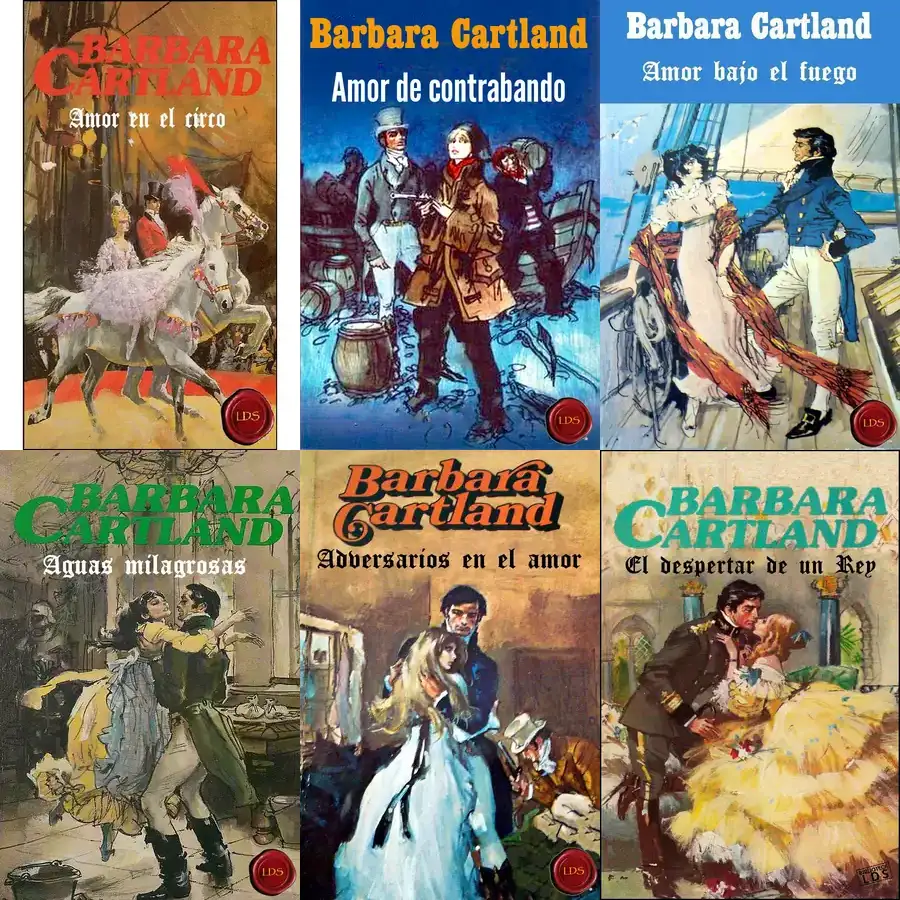 BARBARA
CARTLAND
Amor en el circo
LDS
Barbara Cartland
Amor de contrabando
LDS
Barbara Cartland
Amor bajo el fuego
LDS
BARBARA
CARTLAND
Aguas milagrosas
LDS
Barbara
Cartland
Adversarios en el amor
LDS
BARBARA
CARTLAND
El despertar de un Rey
LDS